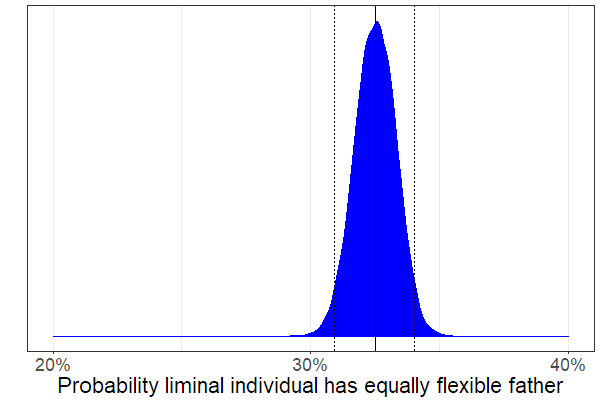 20% 30% 40%
Probability liminal individual has equally flexible father